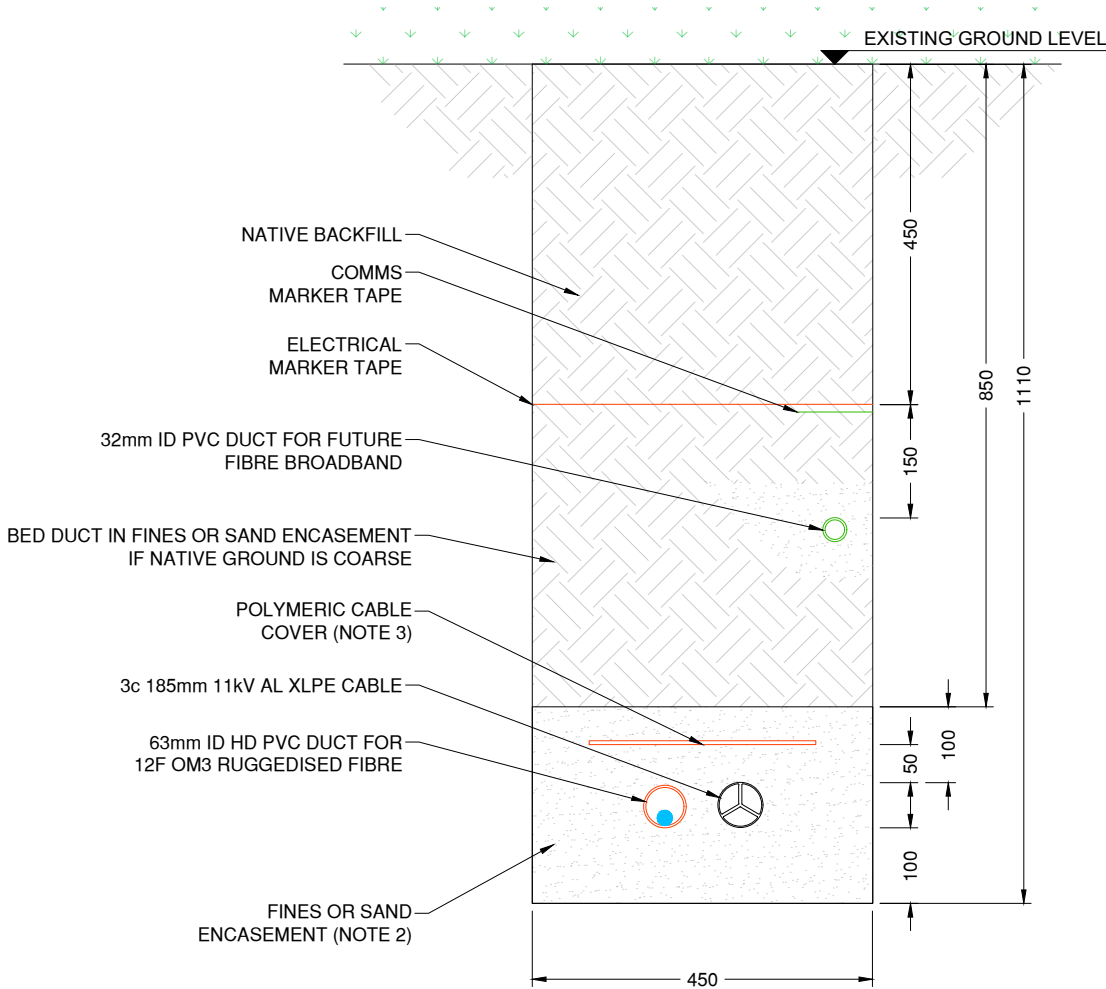 EXISTING GROUND LEVEL
NATIVE BACKFILL
COMMS
MARKER TAPE
ELECTRICAL
MARKER TAPE
32mm ID PVC DUCT FOR FUTURE
FIBRE BROADBAND
BED DUCT IN FINES OR SAND ENCASEMENT
IF NATIVE GROUND IS COARSE
POLYMERIC CABLE
COVER (NOTE 3)
3c 185mm 11kV AL XLPE CABLE
63mm ID HD PVC DUCT FOR
12F OM3 RUGGEDISED FIBRE
FINES OR SAND
ENCASEMENT (NOTE 2)
450
150
850
1110
50
100
100
450